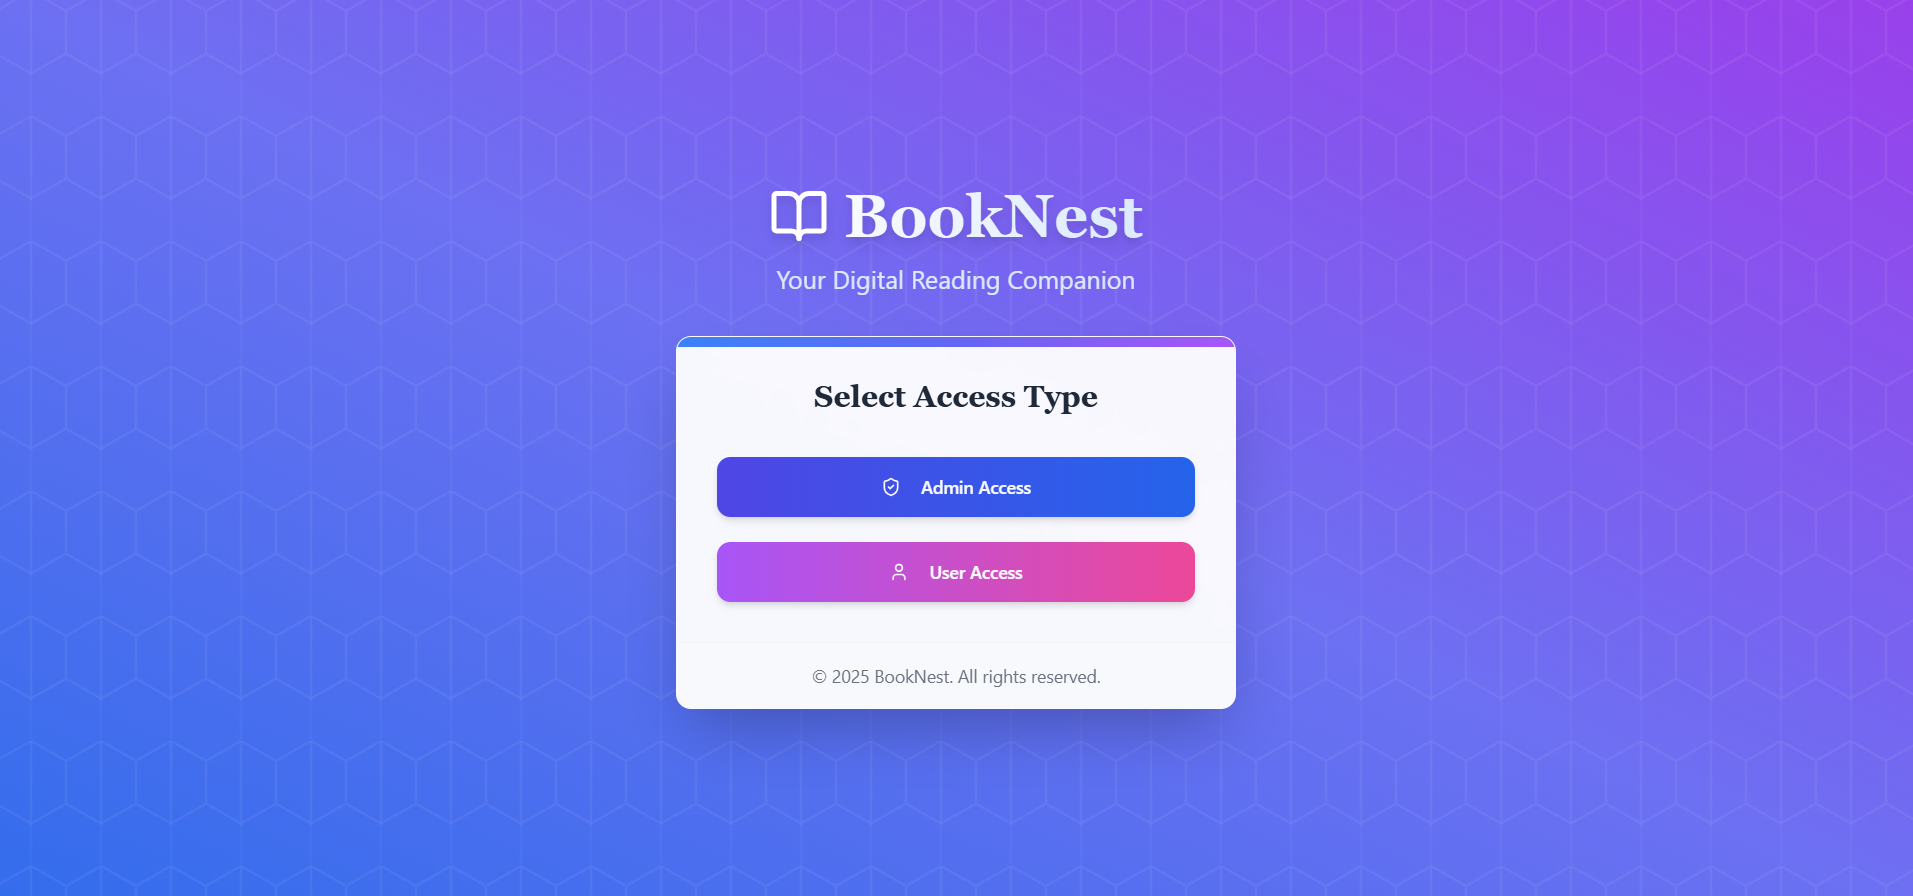 BookNest
Your Digital Reading Companion
Select Access Type
Admin Access
User Access
© 2025 BookNest. All rights reserved.